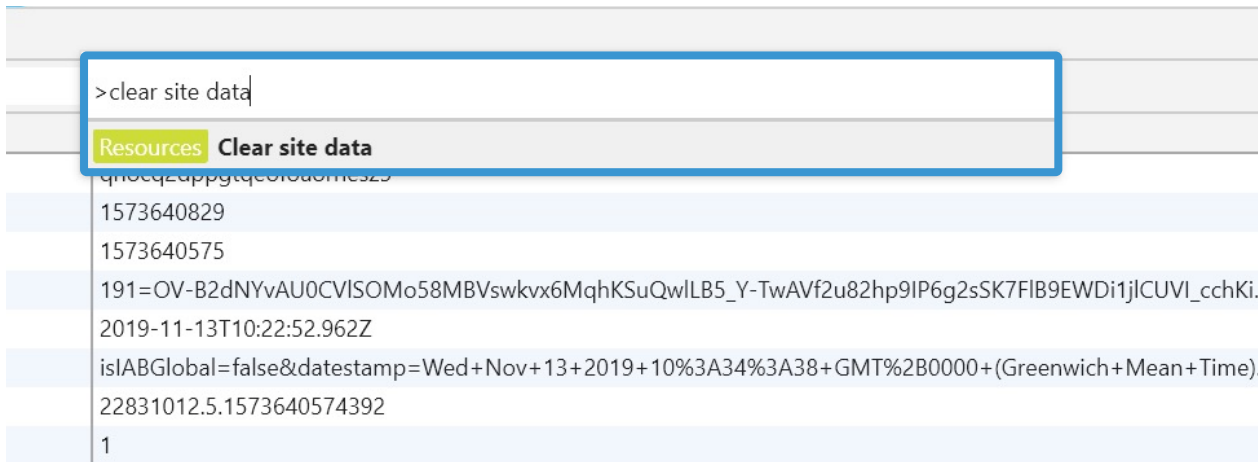 >clear site data
Resources Clear site data
1573640829
1573640575
191=OV-B2dNYvAU0CVlSOMo58MBVswkvx6MqhKSuQwlLB5_Y-TwAVf2u82hp9IP6g2sSK7FlB9EWDi1jlCUVI_cchKi.
2019-11-13T10:22:52.962Z
isIABGlobal=false&datestamp=Wed+Nov+13+2019+10%3A34%3A38+GMT%2B0000+(Greenwich+Mean+Time).
22831012.5.1573640574392
1